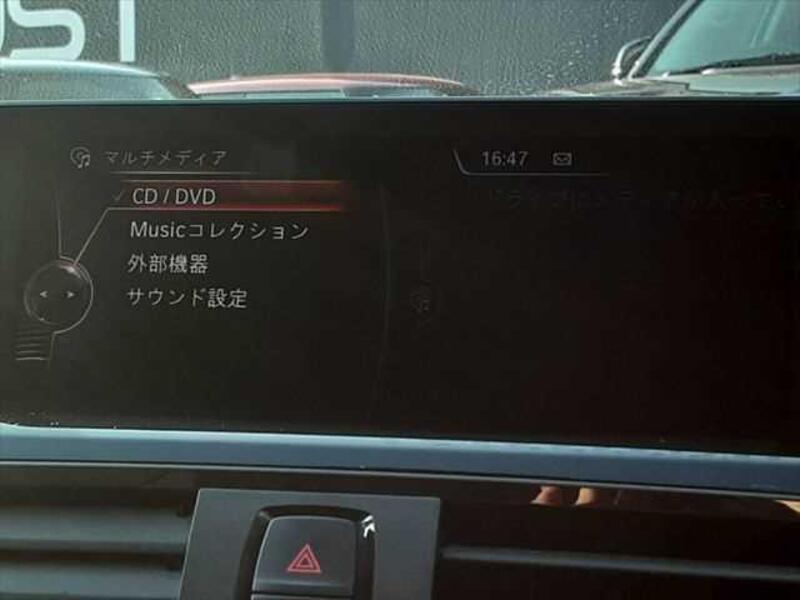 マルチメディア
16:47
CD / DVD
Musicコレクション
外部機器
サウンド設定